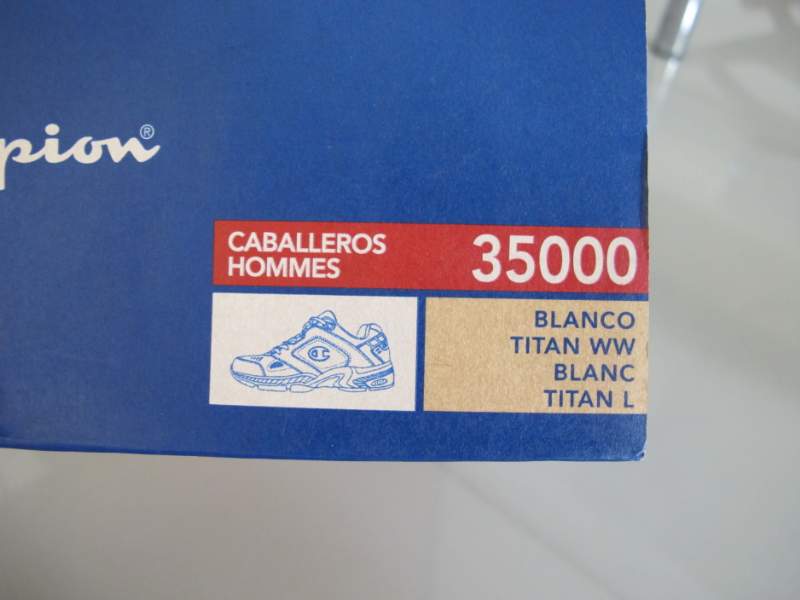 pion®
CABALLEROS
HOMMES
35000
BLANCO
TITAN WW
BLANC
TITAN L